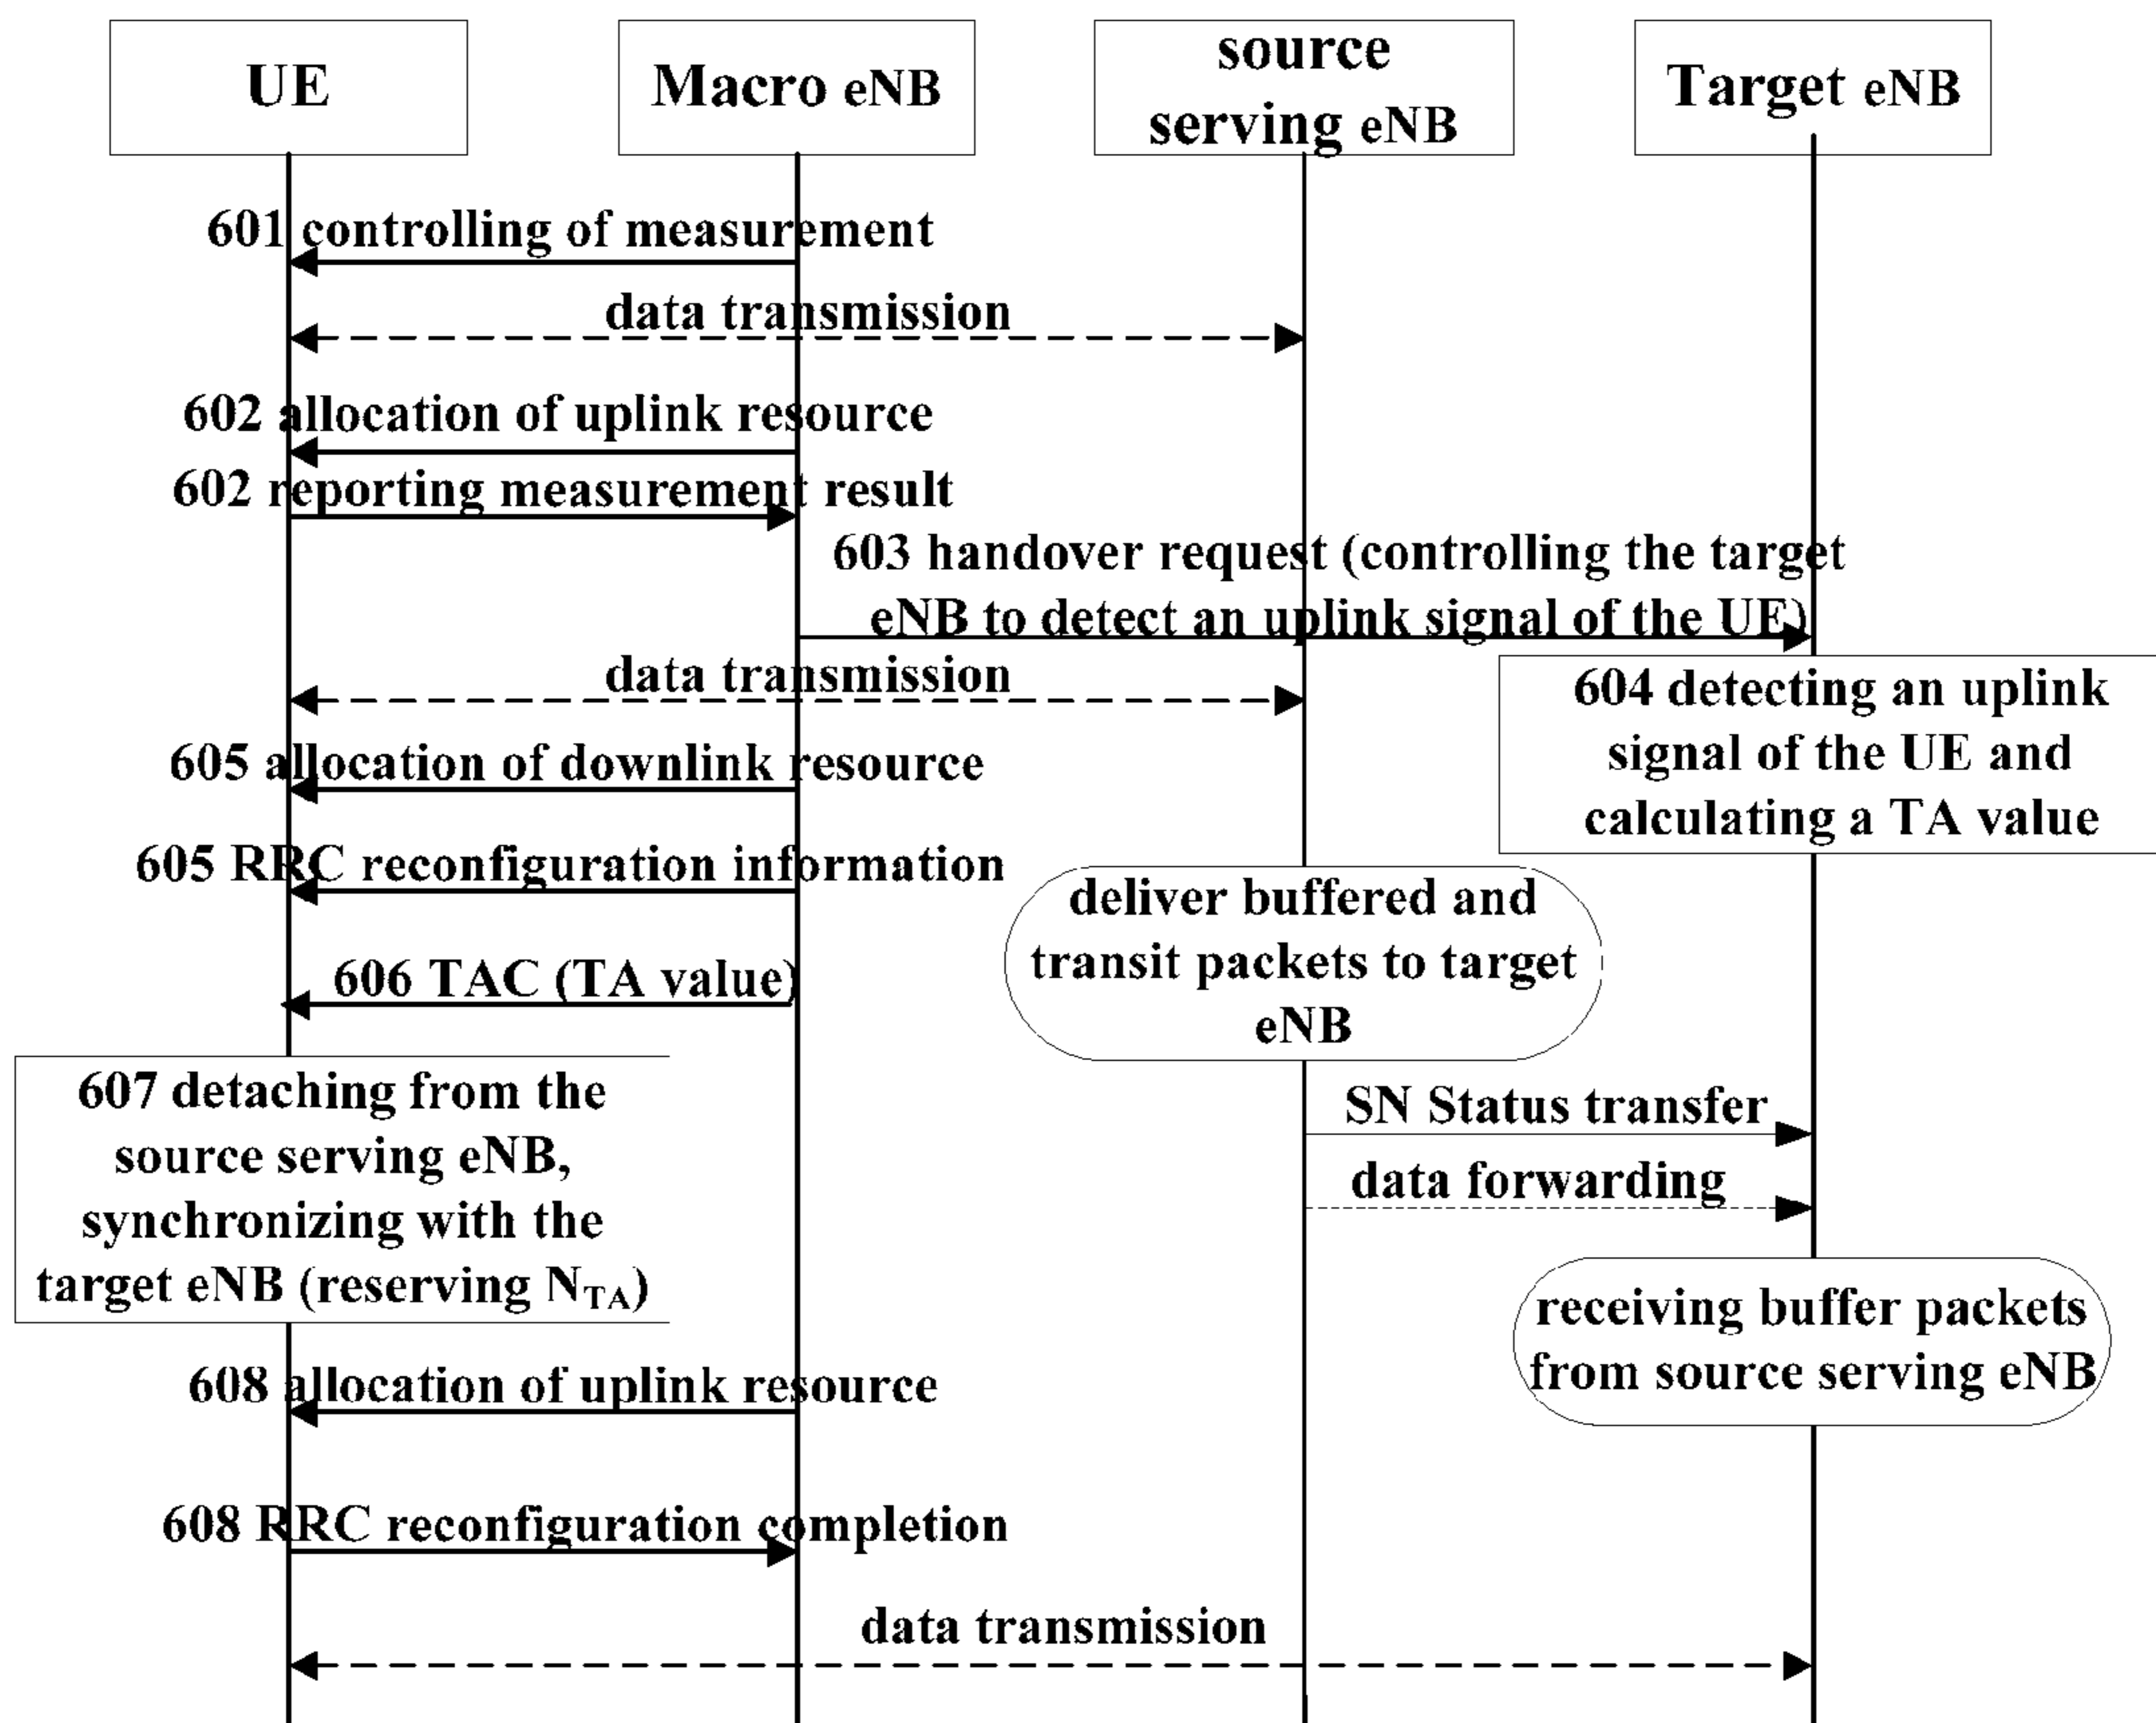 UE
Macro eNB
source
serving eNB
Target eNB
601 controlling of measurement
data transmission
602 allocation of uplink resource
602 reporting measurement result
603 handover request (controlling the target
eNB to detect an uplink signal of the UE)
data transmission
604 detecting an uplink
signal of the UE and
calculating a TA value
605 allocation of downlink resource
605 RRC reconfiguration information
deliver buffered and
transit packets to target
eNB
606 TAC (TA value)
607 detaching from the
source serving eNB,
synchronizing with the
target eNB (reserving N_TA)
SN Status transfer
data forwarding
receiving buffer packets
from source serving eNB
608 allocation of uplink resource
608 RRC reconfiguration completion
data transmission